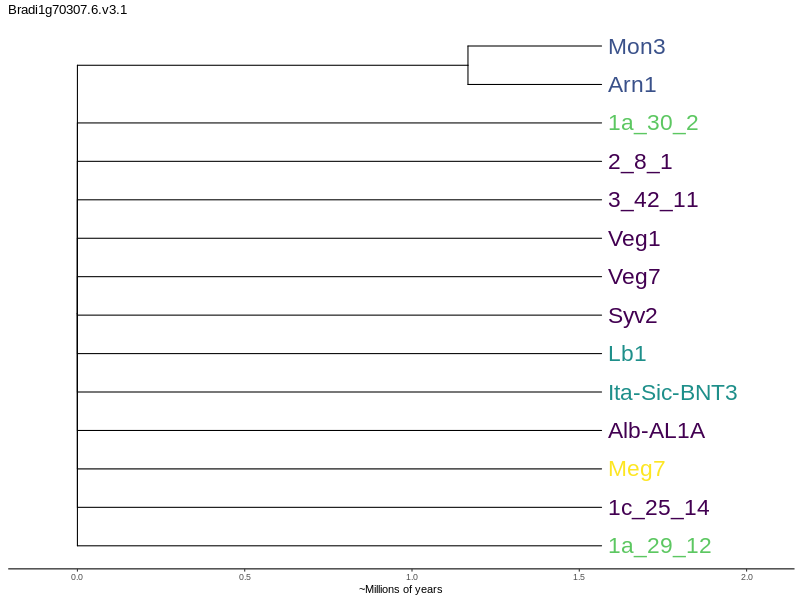 Bradi1g70307.6.v3.1
Mon3
Arn1
1a_30_2
2_8_1
3_42_11
Veg1
Veg7
Syv2
Lb1
Ita-Sic-BNT3
Alb-AL1A
Meg7
1c_25_14
1a_29_12
0.0 0.5 1.0 1.5 2.0
~Millions of years